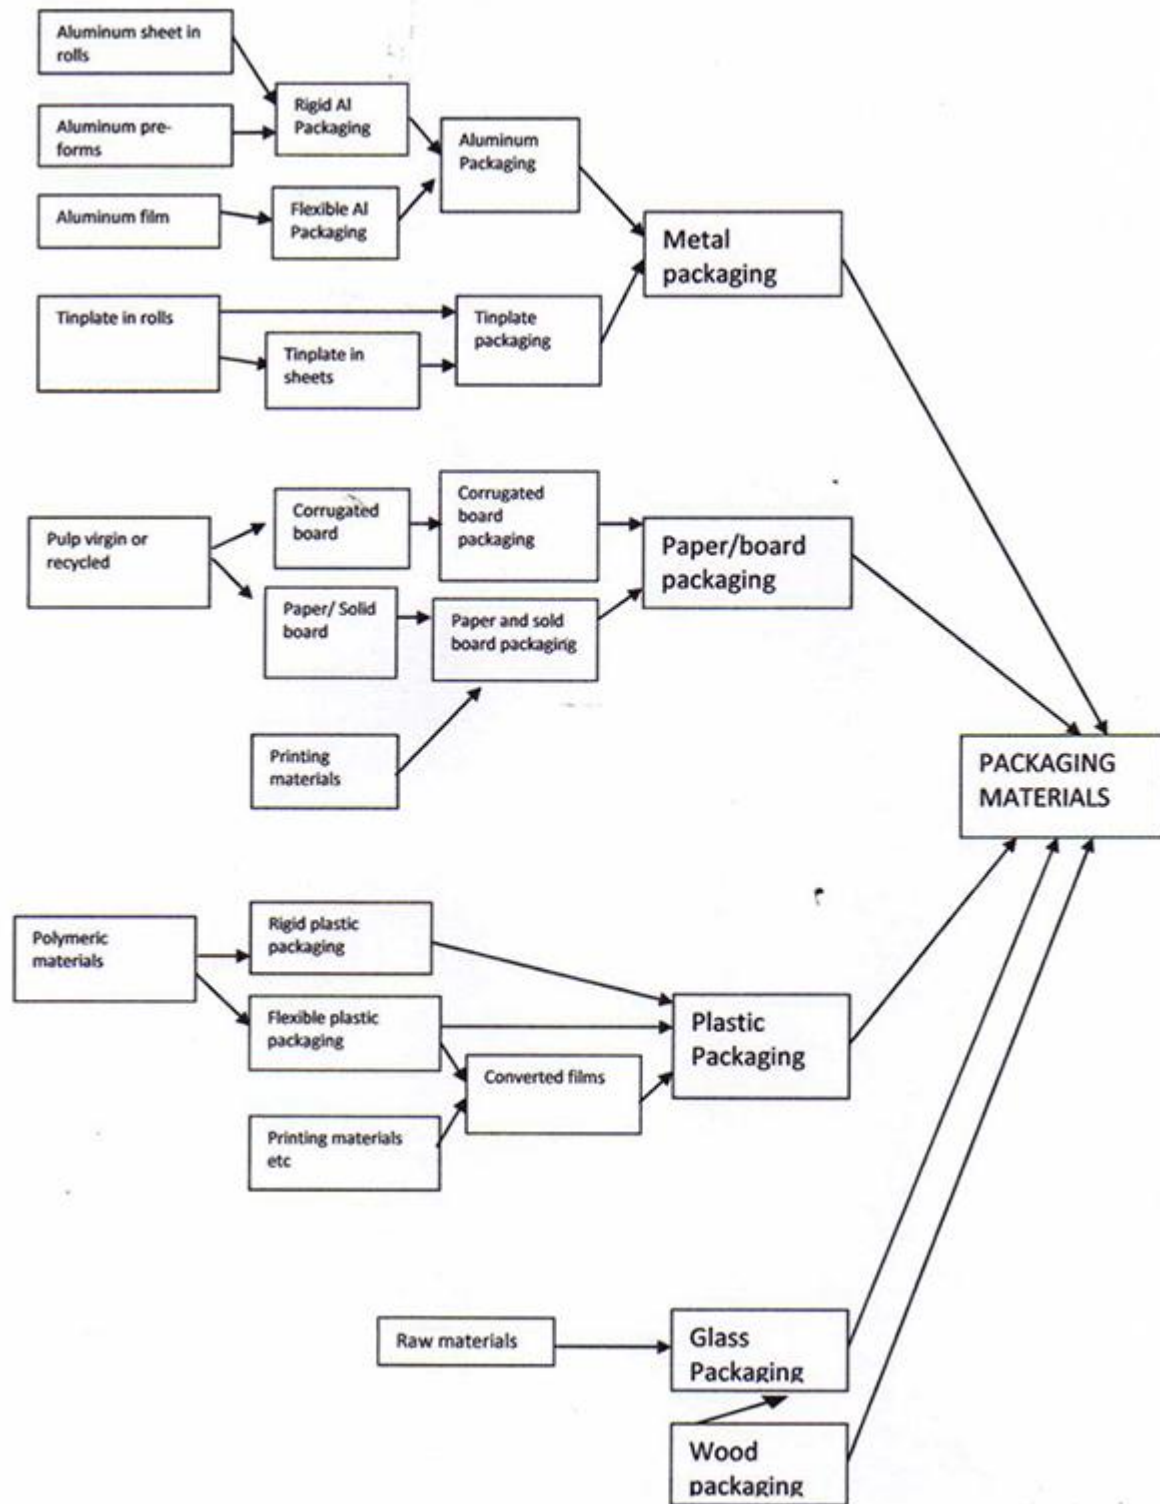 Aluminum sheet in
rolls
Rigid Al
Packaging
Aluminum pre-
forms
Aluminum
Packaging
Aluminum film
Flexible Al
Packaging
Metal
packaging
Tinplate in rolls
Tinplate
packaging
Tinplate in
sheets
Pulp virgin or
recycled
Corrugated
board
Corrugated
board
packaging
Paper/board
packaging
Paper/ Solid
board
Paper and sold
board packaging
Printing
materials
PACKAGING
MATERIALS
Polymeric
materials
Rigid plastic
packaging
Flexible plastic
packaging
Plastic
Packaging
Converted films
Printing materials
etc
Raw materials
Glass
Packaging
Wood
packaging